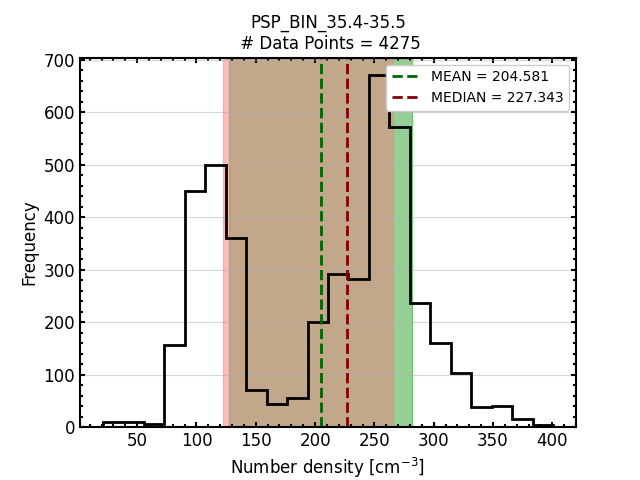 PSP_BIN_35.4-35.5
# Data Points = 4275
MEAN = 204.581
MEDIAN = 227.343
Frequency
700
600
500
400
300
200
100
0
50 100 150 200 250 300 350 400
Number density [cm⁻³]